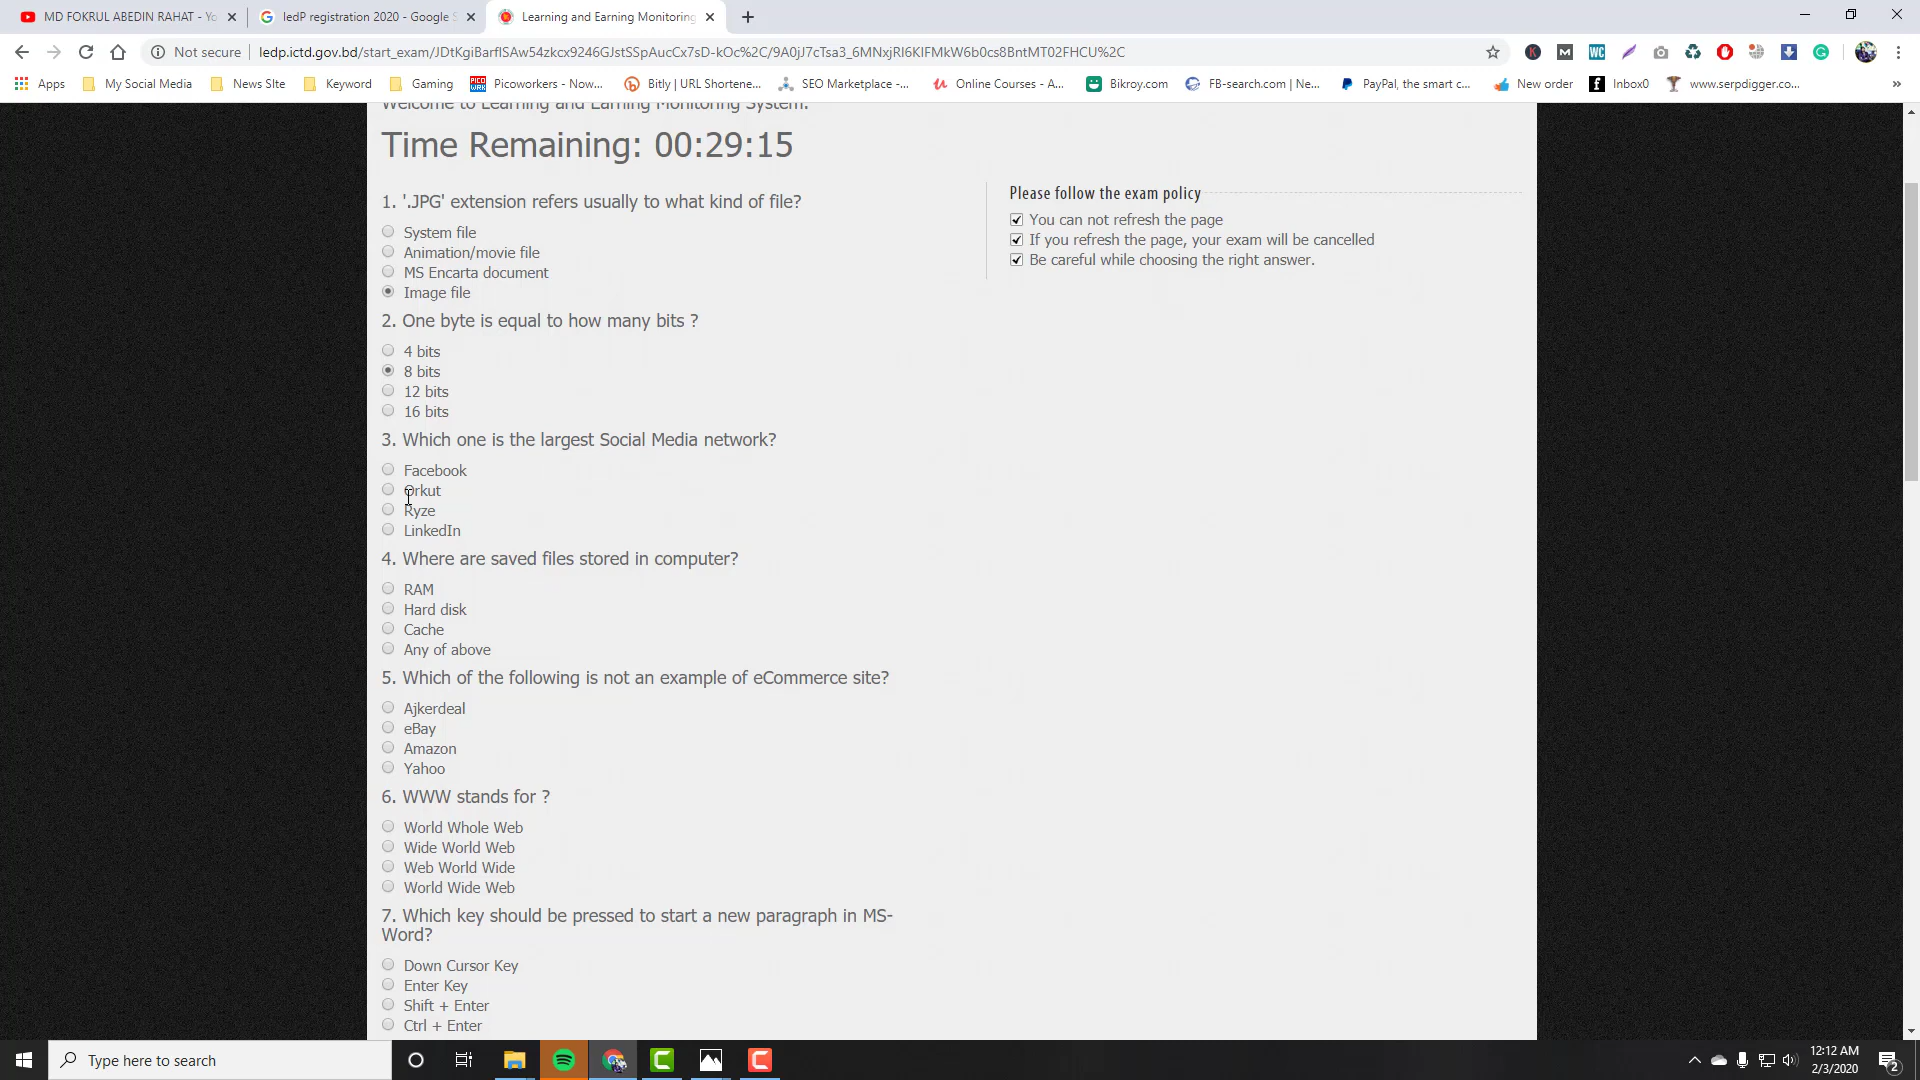 MD FOKRUL ABEDIN RAHAT - Yo
ledP registration 2020 - Google S
Learning and Earning Monitoring
Not secure
ledp.ictd.gov.bd/start_exam/JDtKgiBarfISAw54zkcx9246GJstSSpAucCx7sD-kOc%2C/9A0jJ7cTsa3_6MNxjRI6KIFMkW6b0cs8BntMT02FHCU%2C
Apps
My Social Media
News SIte
Keyword
Gaming
Picoworkers - Now...
Bitly | URL Shortene...
SEO Marketplace -...
Online Courses - A...
Bikroy.com
FB-search.com | Ne...
PayPal, the smart c...
New order
Inbox0
www.serpdigger.co...
Welcome to Learning and Earning Monitoring System.
Time Remaining: 00:29:15
Please follow the exam policy
You can not refresh the page
If you refresh the page, your exam will be cancelled
Be careful while choosing the right answer.
1. '.JPG' extension refers usually to what kind of file?
System file
Animation/movie file
MS Encarta document
Image file
2. One byte is equal to how many bits ?
4 bits
8 bits
12 bits
16 bits
3. Which one is the largest Social Media network?
Facebook
Orkut
Ryze
LinkedIn
4. Where are saved files stored in computer?
RAM
Hard disk
Cache
Any of above
5. Which of the following is not an example of eCommerce site?
Ajkerdeal
eBay
Amazon
Yahoo
6. WWW stands for ?
World Whole Web
Wide World Web
Web World Wide
World Wide Web
7. Which key should be pressed to start a new paragraph in MS-
Word?
Down Cursor Key
Enter Key
Shift + Enter
Ctrl + Enter
Type here to search
12:12 AM
2/3/2020
2